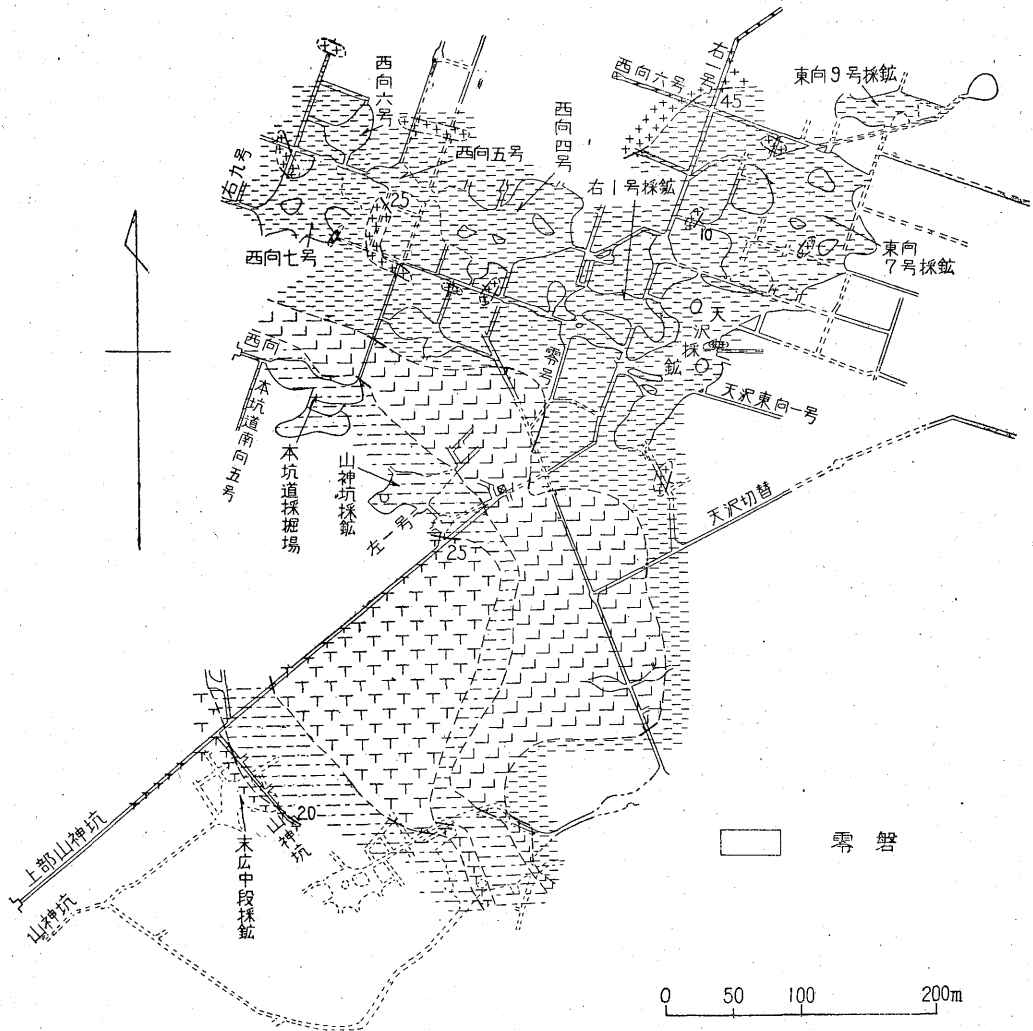 西向六号
西向五号
西向四号
西向六号
右一号
45
東向9号採鉱
右九号
25
右1号採鉱
10
西向七号
東向
7号採鉱
天沢採鉱
西向
零号
天沢東向一号
本坑道南向五号
本坑道採掘場
山神坑採鉱
左一号
25
天沢切替
上部山神坑
山神坑
20
山神坑
末広中段採鉱
零磐
0 50 100 200m